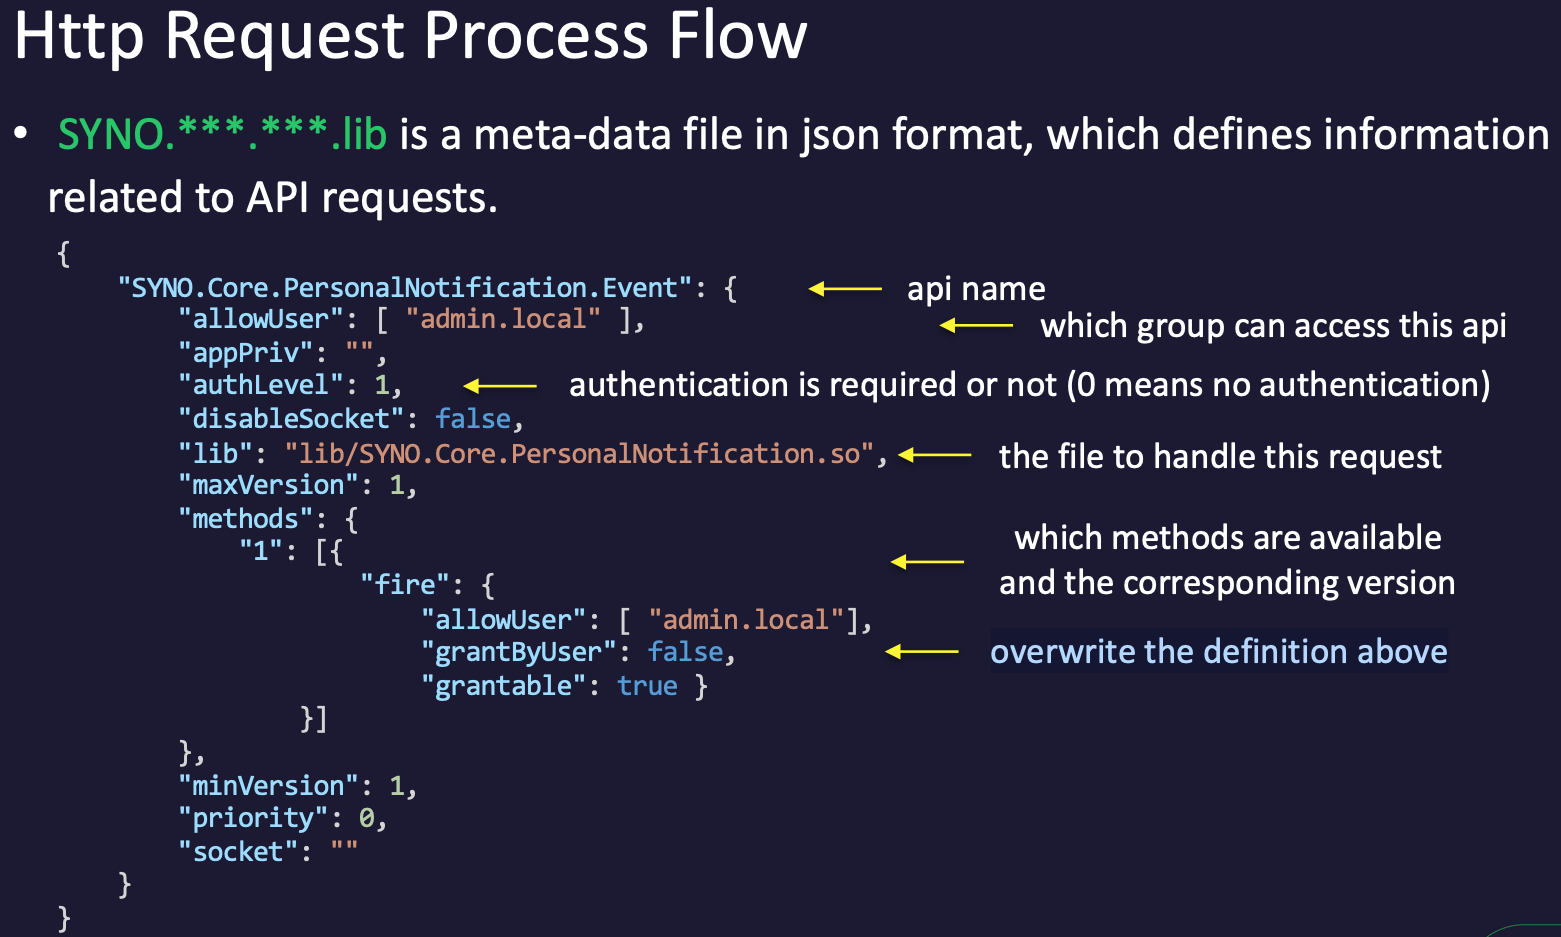 Http Request Process Flow
• SYNO.***.***.lib is a meta-data file in json format, which defines information
related to API requests.
{
"SYNO.Core.PersonalNotification.Event": { api name
"allowUser": [ "admin.local" ], which group can access this api
"appPriv": "",
"authLevel": 1, authentication is required or not (0 means no authentication)
"disableSocket": false,
"lib": "lib/SYNO.Core.PersonalNotification.so", the file to handle this request
"maxVersion": 1,
"methods": {
"1": [{
which methods are available
and the corresponding version
"fire": {
"allowUser": [ "admin.local"],
"grantByUser": false, overwrite the definition above
"grantable": true }
}]
},
"minVersion": 1,
"priority": 0,
"socket": ""
}
}